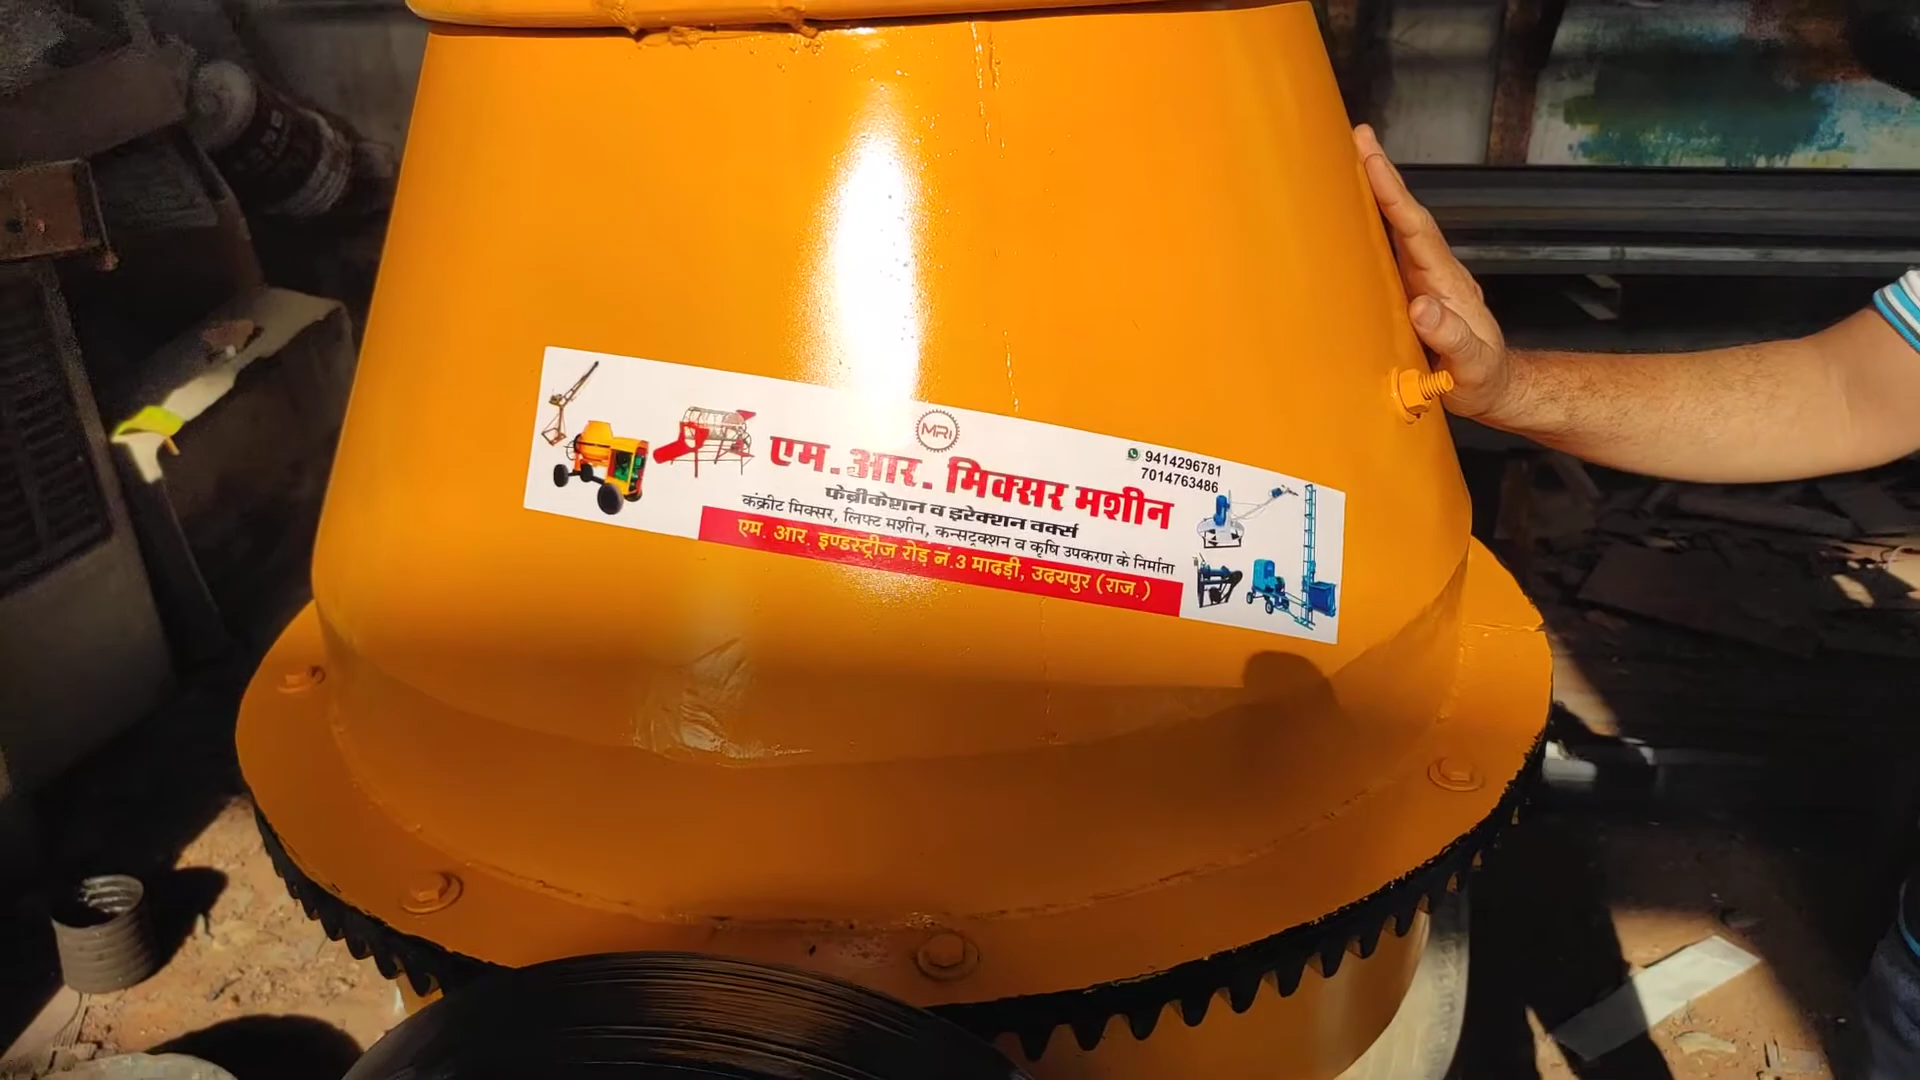 MRI
एम.आर. मिक्सर मशीन
9414296781
7014763486
फेब्रीकेशन व इरेक्शन वर्क्स
कंक्रीट मिक्सर, लिफ्ट मशीन, कन्सट्रक्शन व कृषि उपकरण के निर्माता
एम. आर. इण्डस्ट्रीज रोड़ नं.3 मादड़ी, उदयपुर (राज.)